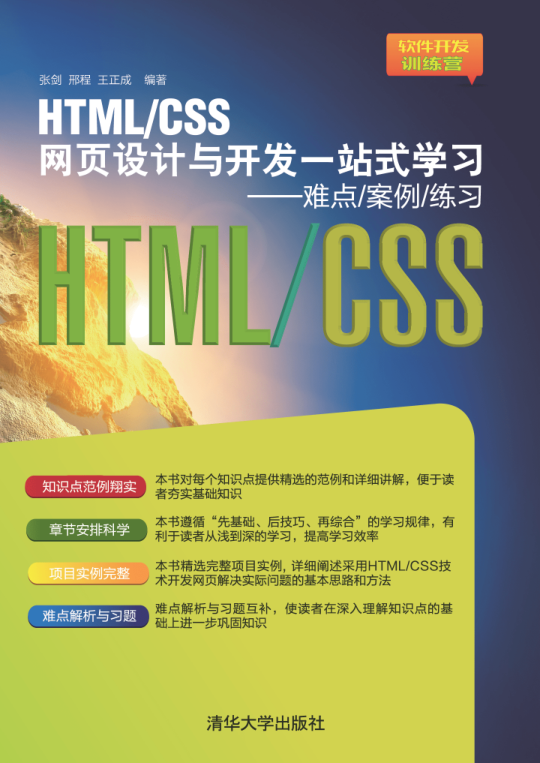 软件开发
训练营
张剑 邢程 王正成 编著
HTML/CSS
网页设计与开发一站式学习
——难点/案例/练习
HTML/CSS
知识点范例翔实
本书对每个知识点提供精选的范例和详细讲解，便于读
者夯实基础知识
章节安排科学
本书遵循“先基础、后技巧、再综合”的学习规律，有
利于读者从浅到深的学习，提高学习效率
项目实例完整
本书精选完整项目实例，详细阐述采用HTML/CSS技
术开发网页解决实际问题的基本思路和方法
难点解析与习题
难点解析与习题互补，使读者在深入理解知识点的基
础上进一步巩固知识
清华大学出版社